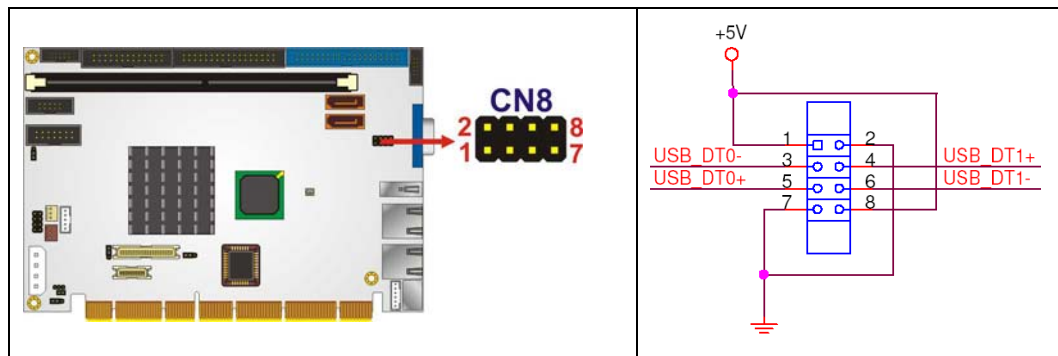 CN8
2 8
1 7
+5V
1 2
USB_DT0- 3 4 USB_DT1+
USB_DT0+ 5 6 USB_DT1-
7 8